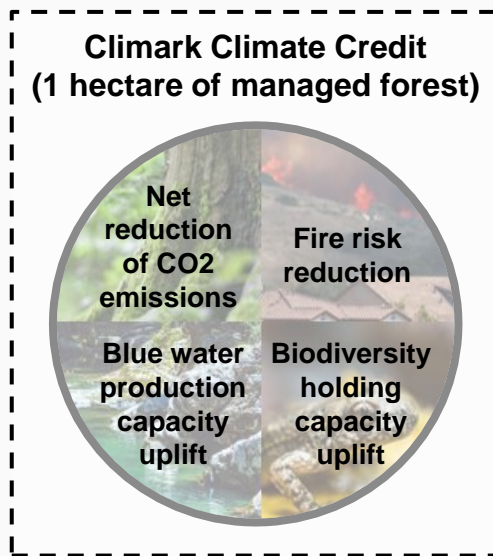 Climark Climate Credit
(1 hectare of managed forest)
Net
reduction
of CO2
emissions
Fire risk
reduction
Blue water
production
capacity
uplift
Biodiversity
holding
capacity
uplift